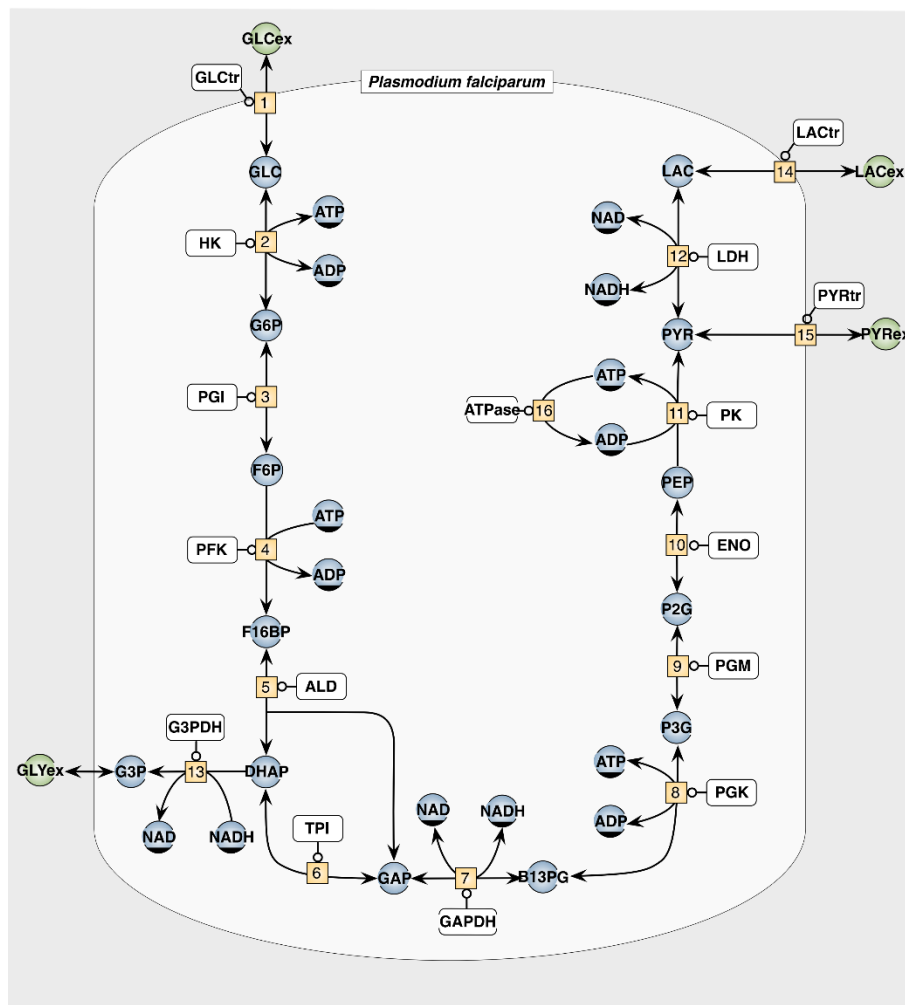 GLCex
GLCtr
Plasmodium falciparum
1
LACtr
GLC
LAC
14
LACex
ATP
NAD
HK
2
12
LDH
ADP
NADH
PYRtr
G6P
PYR
15
PYRex
ATP
PGI
3
ATPase
16
11
PK
ADP
F6P
PEP
ATP
PFK
4
10
ENO
ADP
P2G
F16BP
5
ALD
9
PGM
G3PDH
P3G
GLYex
G3P
13
DHAP
ATP
8
PGK
NAD
NADH
TPI
NAD
NADH
ADP
6
GAP
7
B13PG
GAPDH